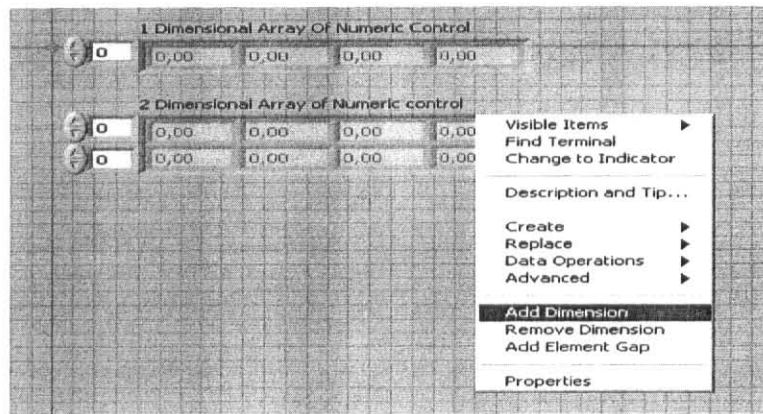 1 Dimensional Array Of Numeric Control
0 0,00 0,00 0,00 0,00
2 Dimensional Array of Numeric control
0 0,00 0,00 0,00 0,00
0 0,00 0,00 0,00 0,00
Visible Items
Find Terminal
Change to Indicator
Description and Tip...
Create
Replace
Data Operations
Advanced
Add Dimension
Remove Dimension
Add Element Gap
Properties